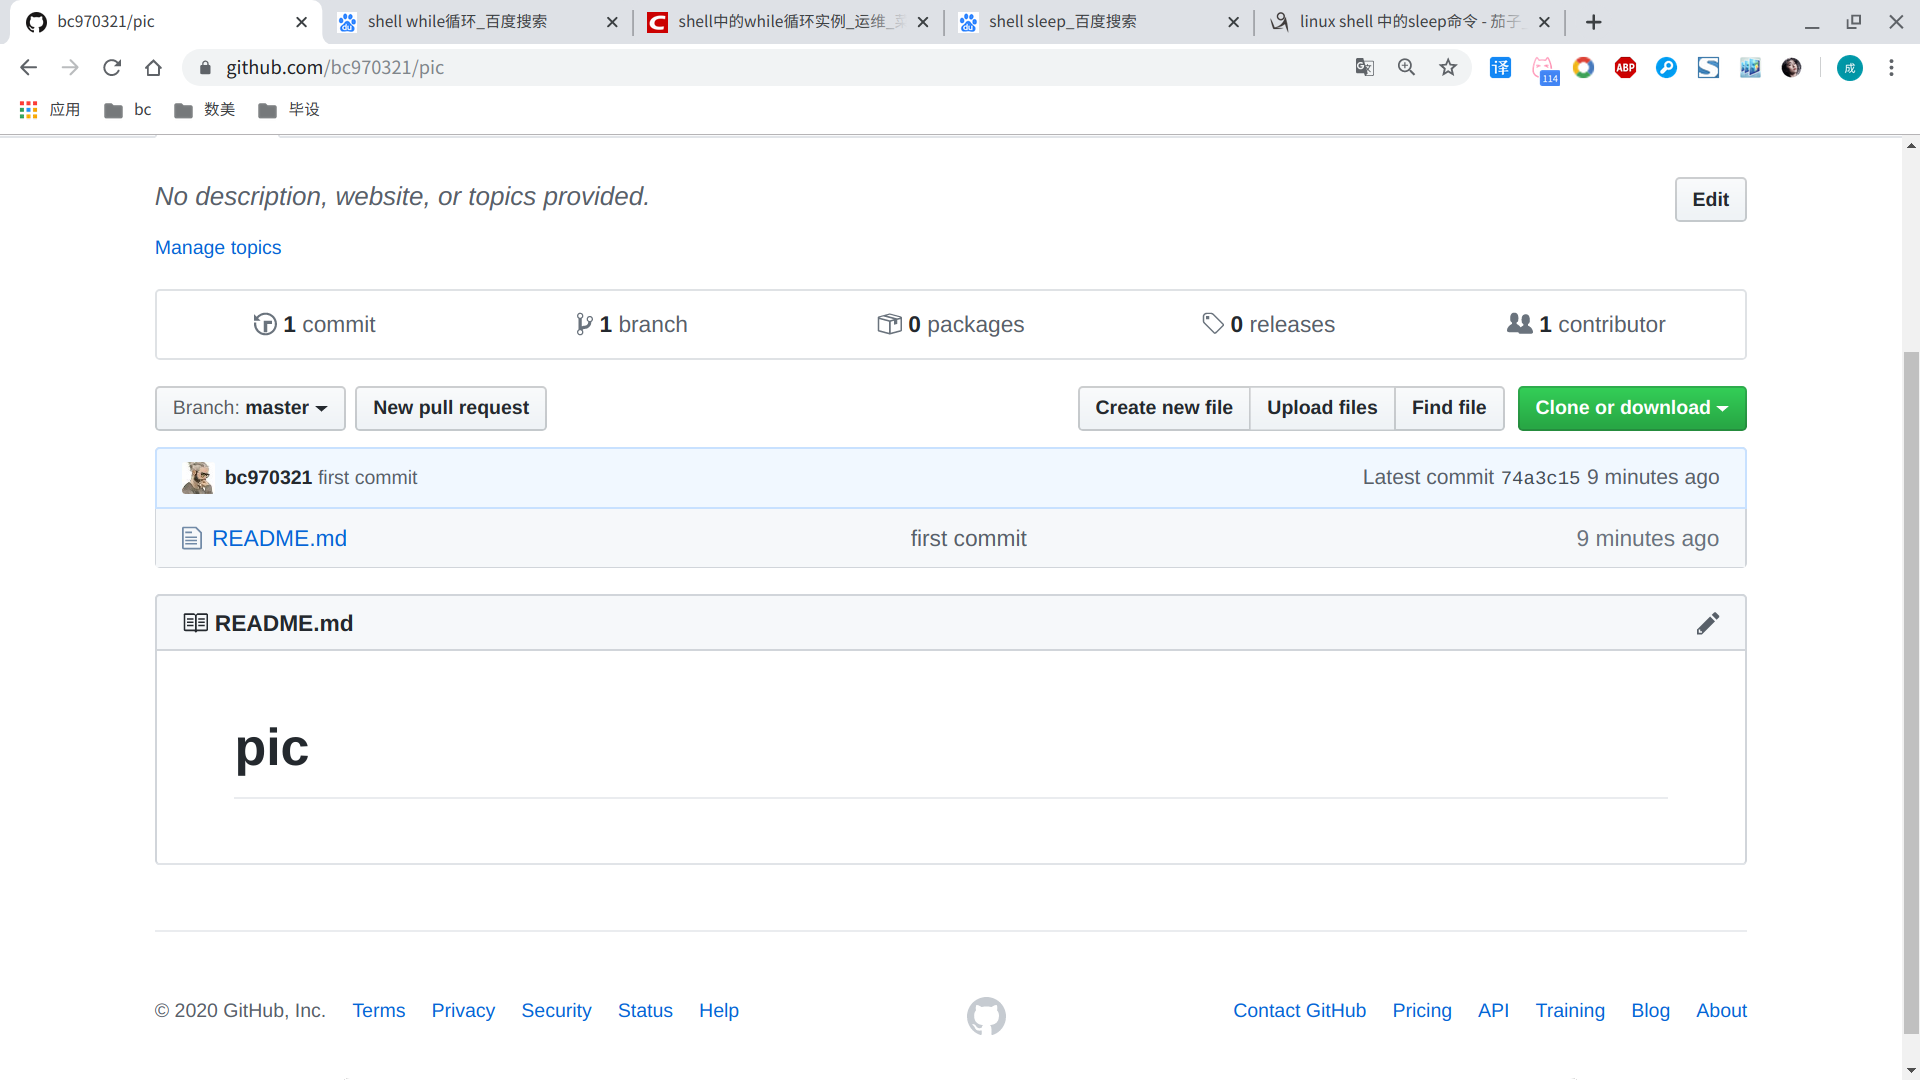 bc970321/pic
shell while循环_百度搜索
shell中的while循环实例_运维_
shell sleep_百度搜索
linux shell 中的sleep命令 - 茄子
github.com/bc970321/pic
译
114
ABP
成
应用
bc
数美
毕设
No description, website, or topics provided.
Edit
Manage topics
1 commit
1 branch
0 packages
0 releases
1 contributor
Branch: master
New pull request
Create new file
Upload files
Find file
Clone or download
bc970321 first commit
Latest commit 74a3c15 9 minutes ago
README.md
first commit
9 minutes ago
README.md
pic
© 2020 GitHub, Inc.
Terms
Privacy
Security
Status
Help
Contact GitHub
Pricing
API
Training
Blog
About